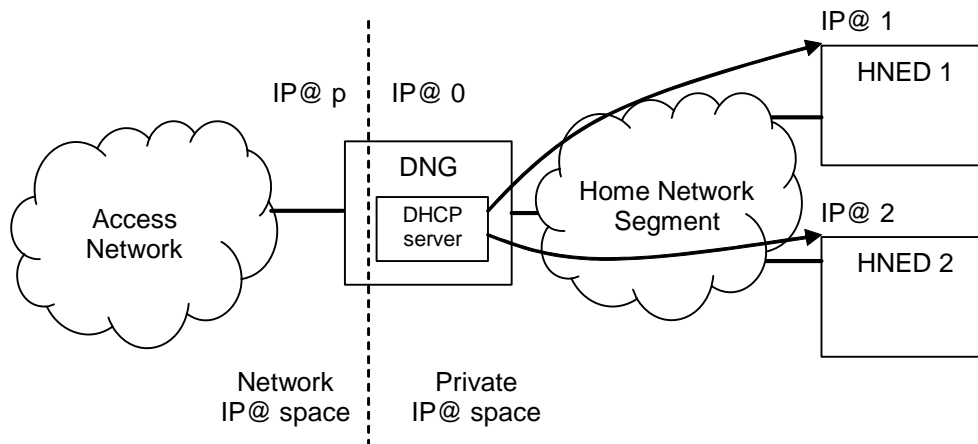 IP@ 1
HNED 1
IP@ p
IP@ 0
DNG
DHCP
server
Access
Network
Home Network
Segment
IP@ 2
HNED 2
Network
IP@ space
Private
IP@ space